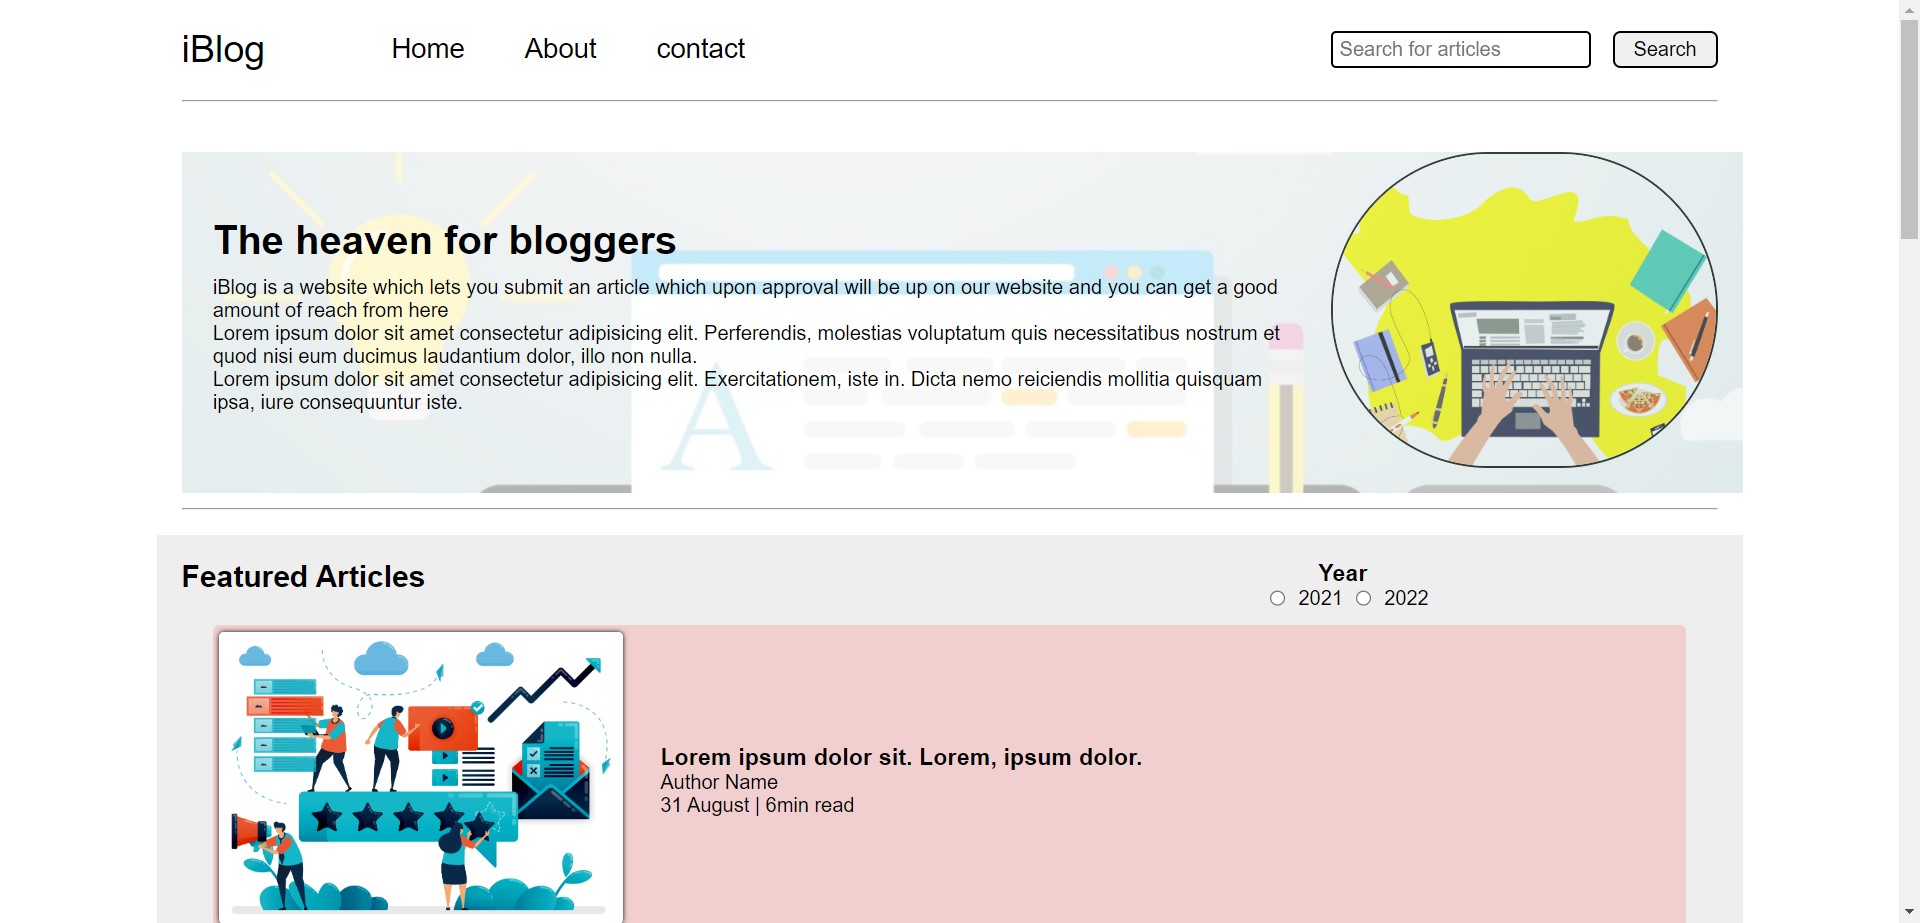 iBlog Home About contact Search for articles Search
The heaven for bloggers
iBlog is a website which lets you submit an article which upon approval will be up on our website and you can get a good
amount of reach from here
Lorem ipsum dolor sit amet consectetur adipisicing elit. Perferendis, molestias voluptatum quis necessitatibus nostrum et
quod nisi eum ducimus laudantium dolor, illo non nulla.
Lorem ipsum dolor sit amet consectetur adipisicing elit. Exercitationem, iste in. Dicta nemo reiciendis mollitia quisquam
ipsa, iure consequuntur iste.
A
Featured Articles
Year
2021 2022
Lorem ipsum dolor sit. Lorem, ipsum dolor.
Author Name
31 August | 6min read